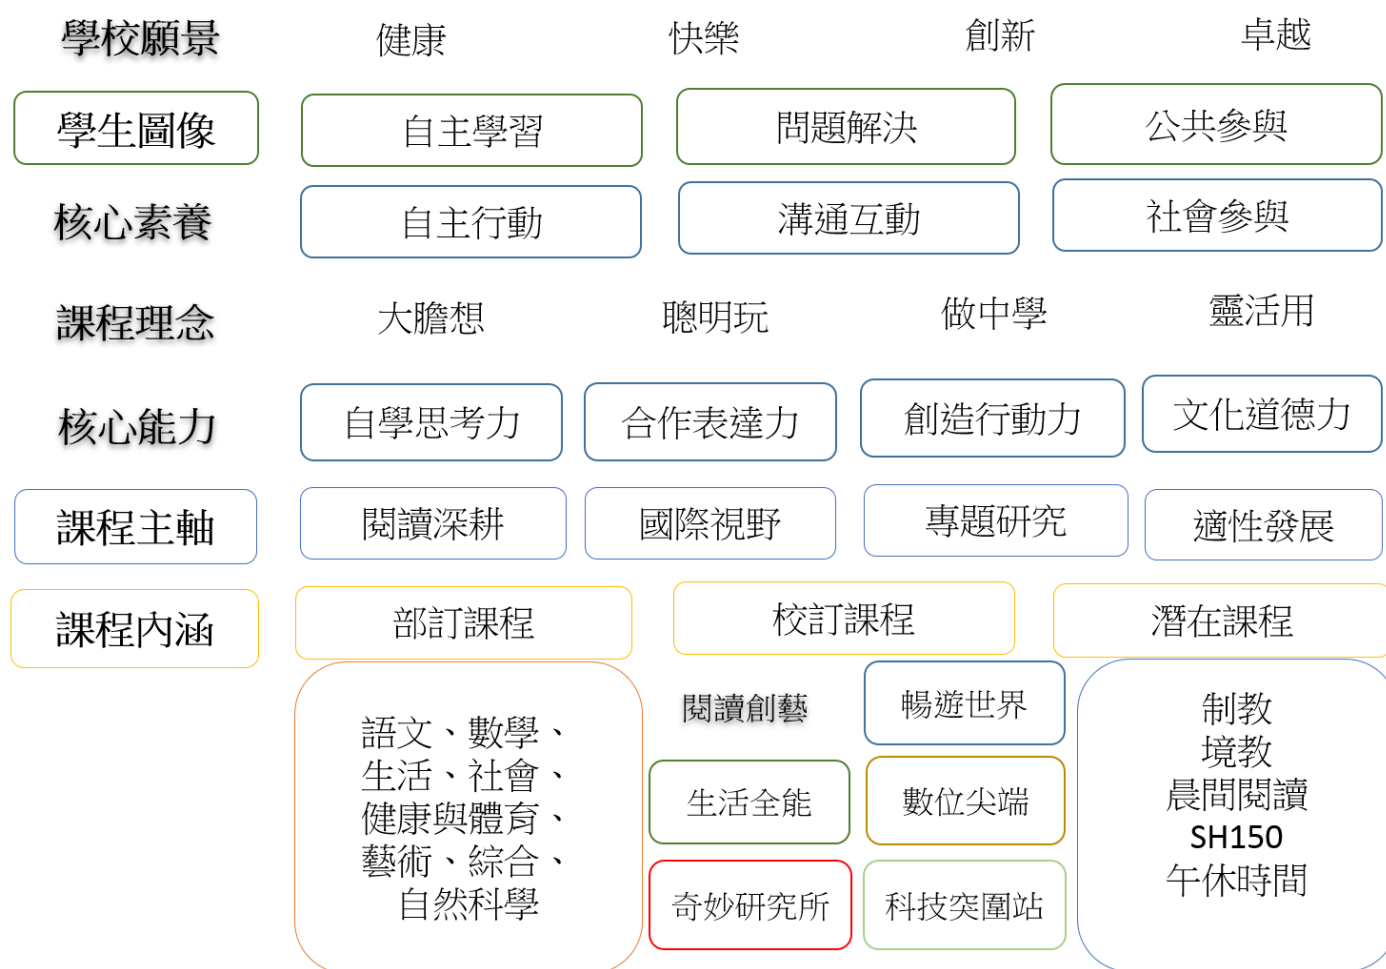 學校願景 健康 快樂 創新 卓越
學生圖像 自主學習 問題解決 公共參與
核心素養 自主行動 溝通互動 社會參與
課程理念 大膽想 聰明玩 做中學 靈活用
核心能力 自學思考力 合作表達力 創造行動力 文化道德力
課程主軸 閱讀深耕 國際視野 專題研究 適性發展
課程內涵 部訂課程 校訂課程 潛在課程
語文、數學、
生活、社會、
健康與體育、
藝術、綜合、
自然科學
閱讀創藝 暢遊世界
生活全能 數位尖端
奇妙研究所 科技突圍站
制教
境教
晨間閱讀
SH150
午休時間